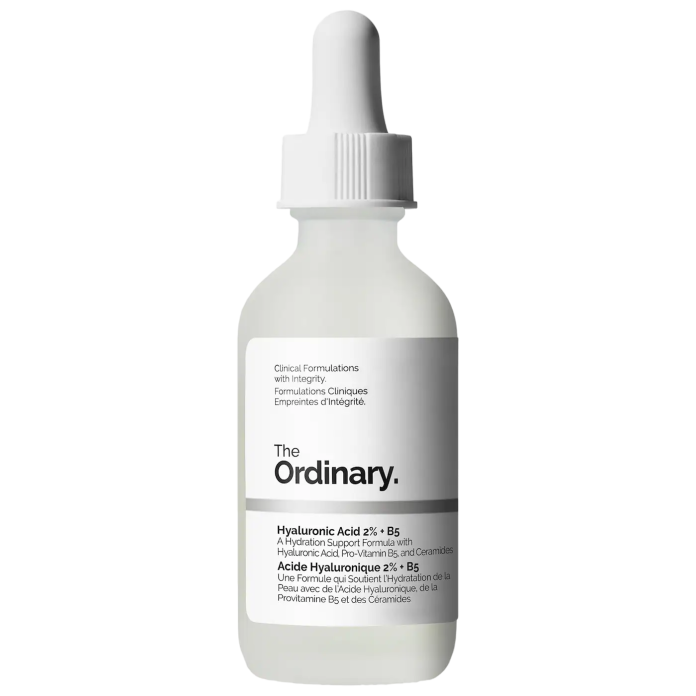 Clinical Formulations
with Integrity.
Formulations Cliniques
Empreintes d'Intégrité.
The
Ordinary.
Hyaluronic Acid 2% + B5
A Hydration Support Formula with
Hyaluronic Acid, Pro-Vitamin B5, and Ceramides
Acide Hyaluronique 2% + B5
Une Formule qui Soutient l'Hydratation de la
Peau avec de l'Acide Hyaluronique, de la
Provitamine B5 et des Céramides